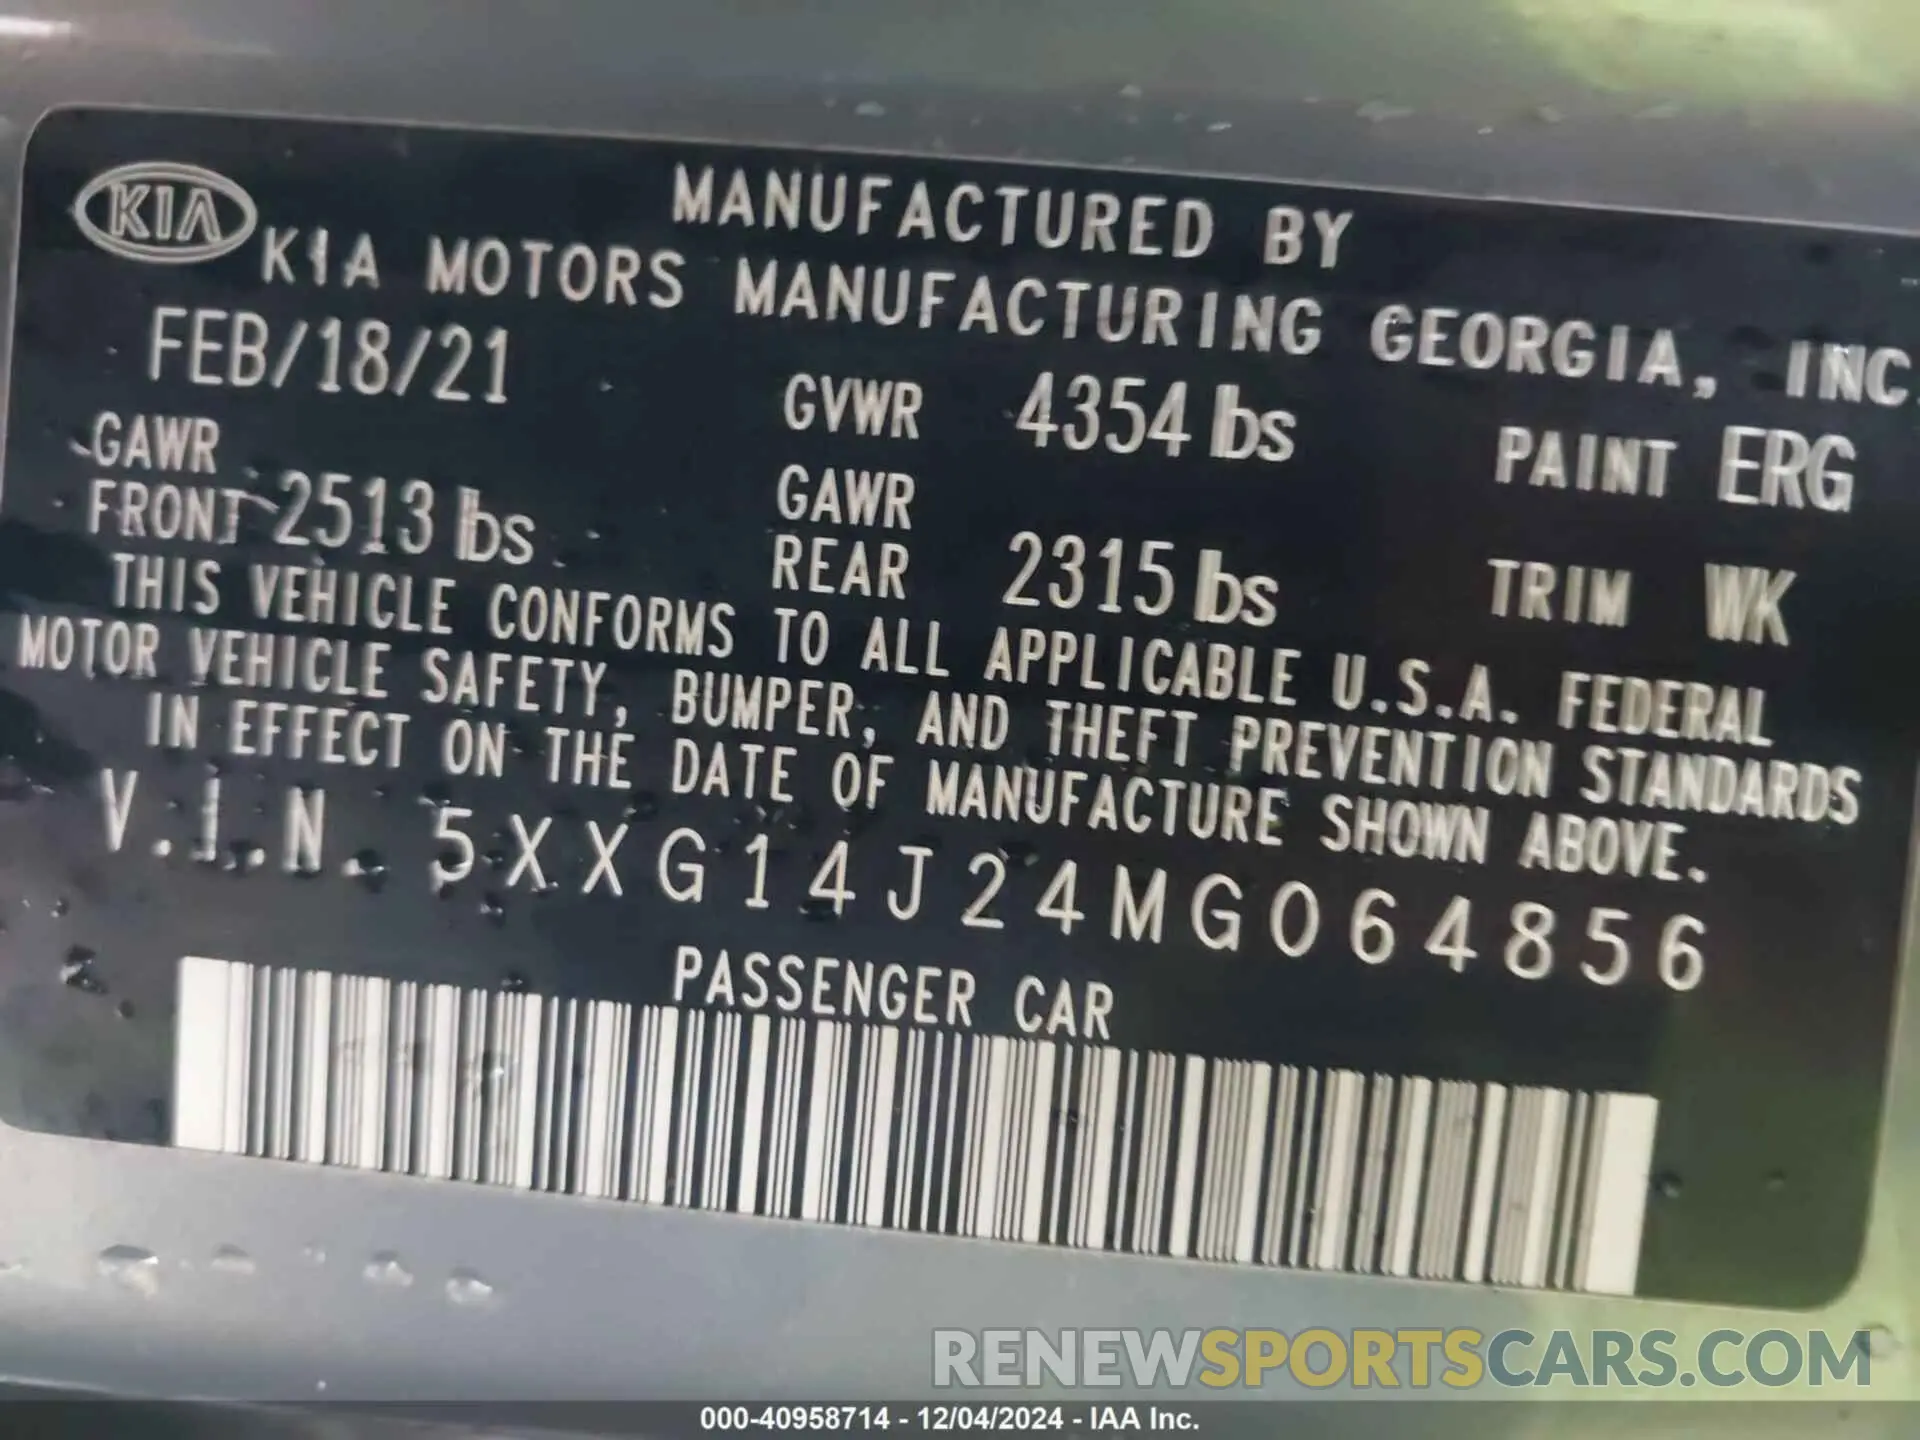 KIA
MANUFACTURED BY
KIA MOTORS MANUFACTURING GEORGIA, INC.
FEB/18/21 GVWR 4354 lbs PAINT ERG
GAWR FRONT 2513 lbs GAWR REAR 2315 lbs TRIM WK
THIS VEHICLE CONFORMS TO ALL APPLICABLE U.S.A. FEDERAL
MOTOR VEHICLE SAFETY, BUMPER, AND THEFT PREVENTION STANDARDS
IN EFFECT ON THE DATE OF MANUFACTURE SHOWN ABOVE.
V.I.N. 5XXG14J24MG064856
PASSENGER CAR
RENEWSPORTSCARS.COM
000-40958714 - 12/04/2024 - IAA Inc.